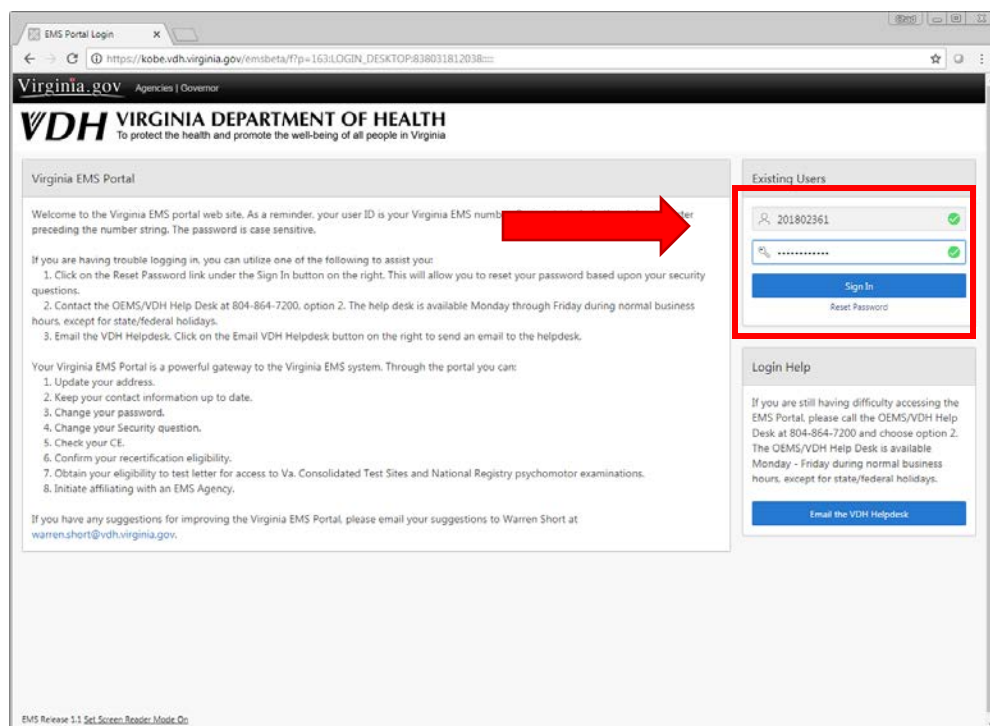 EMS Portal Login
https://kobe.vdh.virginia.gov/emsbeta/f?p=163:LOGIN_DESKTOP:838031812038:::::
Virginia.gov Agencies | Governor
VDH VIRGINIA DEPARTMENT OF HEALTH
To protect the health and promote the well-being of all people in Virginia
Virginia EMS Portal
Welcome to the Virginia EMS portal web site. As a reminder, your user ID is your Virginia EMS
preceding the number string. The password is case sensitive.
If you are having trouble logging in, you can utilize one of the following to assist you:
1. Click on the Reset Password link under the Sign In button on the right. This will allow you to reset your password based upon your security
questions.
2. Contact the OEMS/VDH Help Desk at 804-864-7200, option 2. The help desk is available Monday through Friday during normal business
hours, except for state/federal holidays.
3. Email the VDH Helpdesk. Click on the Email VDH Helpdesk button on the right to send an email to the helpdesk.
Your Virginia EMS Portal is a powerful gateway to the Virginia EMS system. Through the portal you can:
1. Update your address.
2. Keep your contact information up to date.
3. Change your password.
4. Change your Security question.
5. Check your CE.
6. Confirm your recertification eligibility.
7. Obtain your eligibility to test letter for access to Va. Consolidated Test Sites and National Registry psychomotor examinations.
8. Initiate affiliating with an EMS Agency.
If you have any suggestions for improving the Virginia EMS Portal, please email your suggestions to Warren Short at
warren.short@vdh.virginia.gov.
Existing Users
201802361
••••••••••••
Sign In
Reset Password
Login Help
If you are still having difficulty accessing the
EMS Portal, please call the OEMS/VDH Help
Desk at 804-864-7200 and choose option 2.
The OEMS/VDH Help Desk is available
Monday - Friday during normal business
hours, except for state/federal holidays.
Email the VDH Helpdesk
EMS Release 1.1 Set Screen Reader Mode On